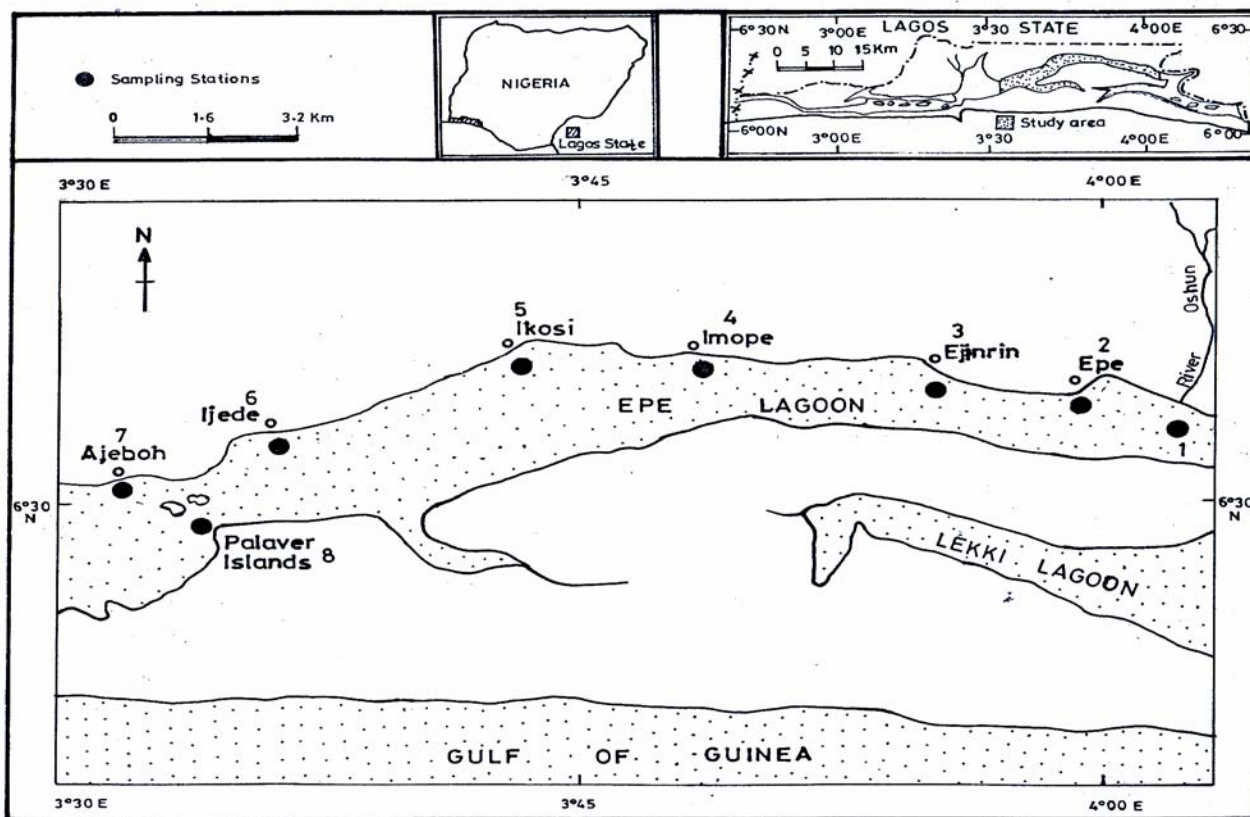 Sampling Stations
0 1·6 3·2 Km
NIGERIA
Lagos State
6°30N 3°00E LAGOS 3°30 STATE 4°00E 6°30
0 5 10 15Km
Study area
6°00N 3°00E 3°30 4°00E 6°00
3°30 E 3°45 4°00 E
N
River Oshun
5
Ikosi
4
Imope
3
Ejinrin
2
Epe
1
6
Ijede
EPE LAGOON
7
Ajeboh
6°30
N
6°30
N
Palaver
Islands 8
LEKKI LAGOON
GULF OF GUINEA
3°30 E 3°45 4°00 E